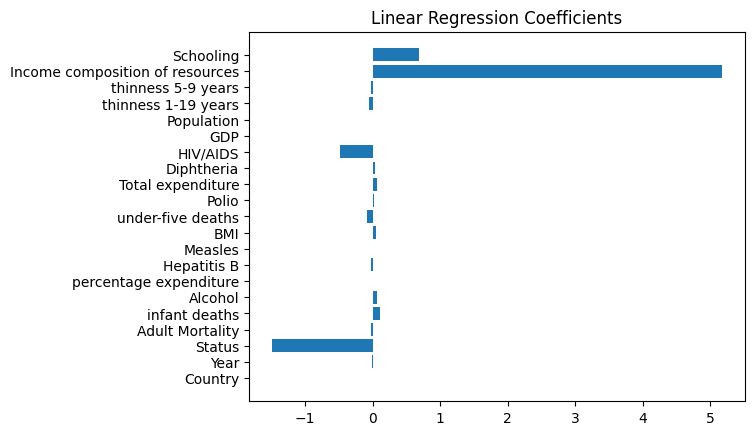 Linear Regression Coefficients
Schooling
Income composition of resources
thinness 5-9 years
thinness 1-19 years
Population
GDP
HIV/AIDS
Diphtheria
Total expenditure
Polio
under-five deaths
BMI
Measles
Hepatitis B
percentage expenditure
Alcohol
infant deaths
Adult Mortality
Status
Year
Country
−1 0 1 2 3 4 5